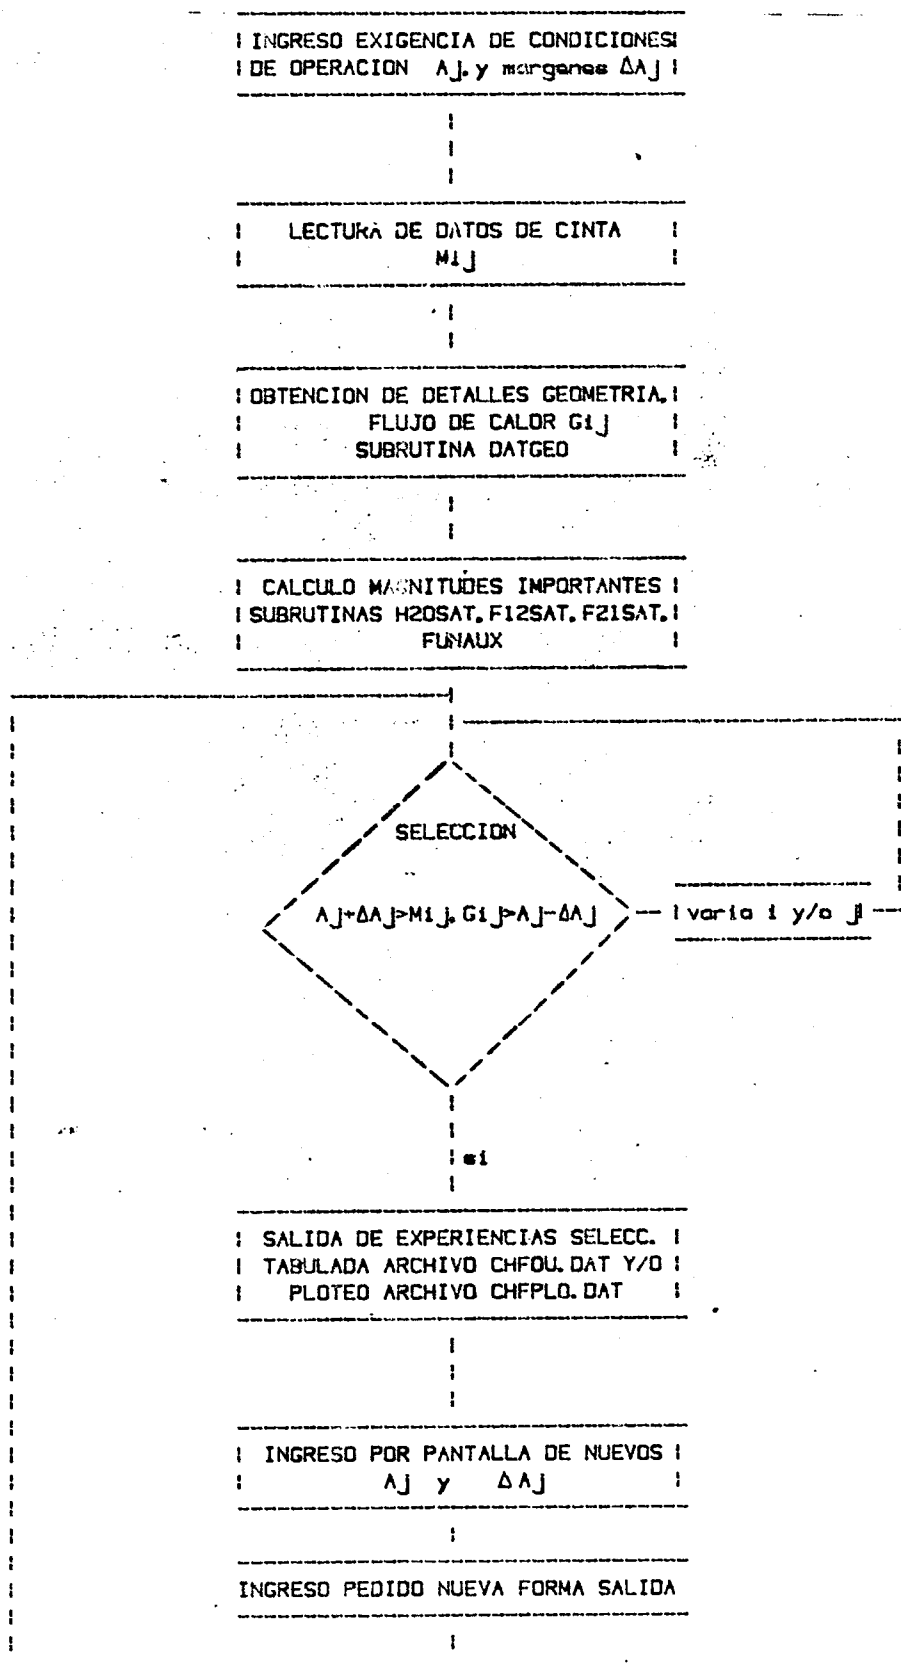 INGRESO EXIGENCIA DE CONDICIONES
DE OPERACION Aj. y margenes ΔAj
LECTURA DE DATOS DE CINTA
Mij
OBTENCION DE DETALLES GEOMETRIA.
FLUJO DE CALOR Gij
SUBRUTINA DATGEO
CALCULO MAGNITUDES IMPORTANTES
SUBRUTINAS H2OSAT. F12SAT. F21SAT.
FUNAUX
SELECCION
Aj+ΔAj>Mij. Gij>Aj-ΔAj
varia i y/o j
si
SALIDA DE EXPERIENCIAS SELECC.
TABULADA ARCHIVO CHFOU.DAT Y/O
PLOTEO ARCHIVO CHFPLO.DAT
INGRESO POR PANTALLA DE NUEVOS
Aj y ΔAj
INGRESO PEDIDO NUEVA FORMA SALIDA